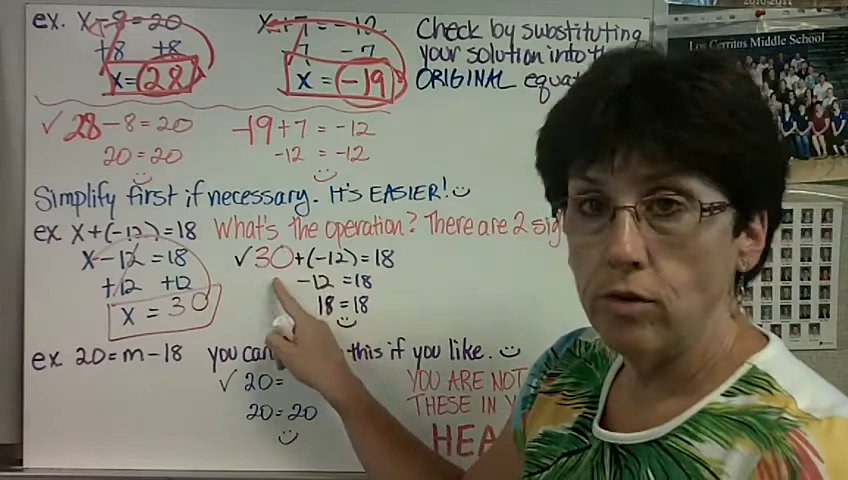 ex. x-8=20
+8 +8
x=28
x+7=-12
-7 -7
x=-19
Check by substituting
your solution into the
ORIGINAL
Los Cerritos Middle School
2010-2011
✓ 28-8=20
20=20
-19+7=-12
-12=-12
Simplify first if necessary. It's EASIER!
ex x+(-12)=18
What's the operation? There are 2
x-12=18
+12 +12
x=30
✓ 30+(-12)=18
-12=18
18=18
ex 20=m-18
you can this if you like.
✓ 20=
20=20
YOU ARE NOT
THESE IN